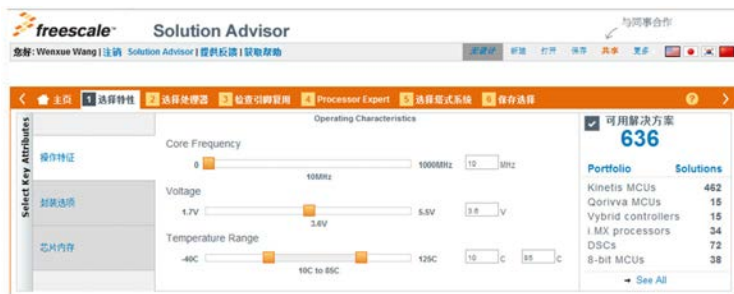 freescale™ Solution Advisor
与同事合作
您好: Wenxue Wang | 注销 Solution Advisor | 提供反馈 | 获取帮助
新建 打开 保存 共享 更多
主页 1 选择特性 2 选择处理器 3 检查引脚复用 4 Processor Expert 5 选择塔式系统 6 保存选择 ?
Select Key Attributes
操作特征
封装选项
芯片内存
Operating Characteristics
Core Frequency
0 1000MHz 10 MHz
10MHz
Voltage
1.7V 5.5V 3.6 V
3.6V
Temperature Range
-40C 125C 10 C 85 C
10C to 85C
可用解决方案
636
Portfolio Solutions
Kinetis MCUs 462
Qorivva MCUs 15
Vybrid controllers 15
i.MX processors 34
DSCs 72
8-bit MCUs 38
See All